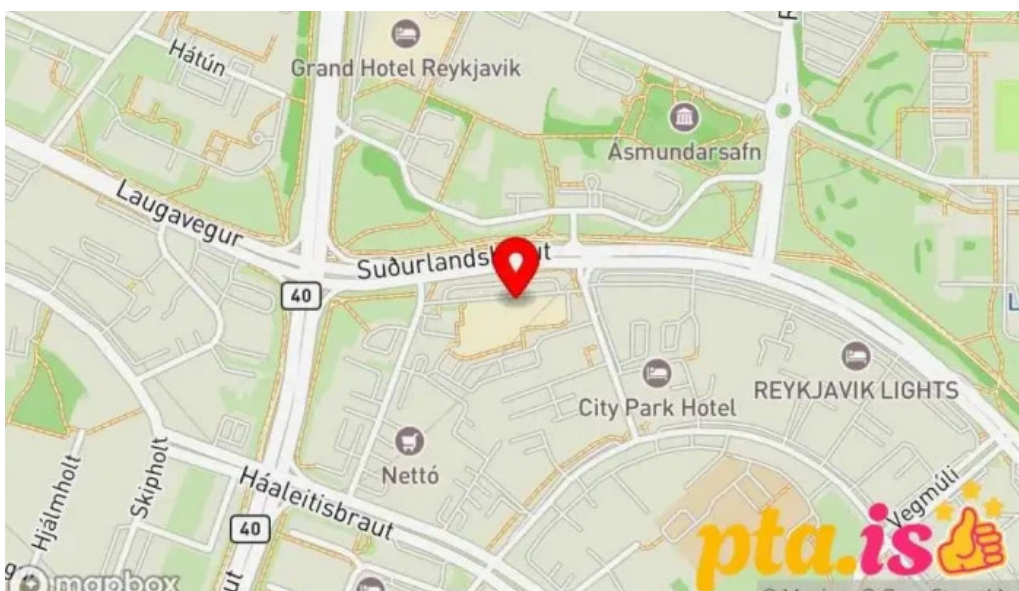 Hátún
Grand Hotel Reykjavik
Ásmundarsafn
Laugavegur
40
Nettó
City Park Hotel
REYKJAVIK LIGHTS
Háaleitisbraut
Hjálmholt
Skipholt
40
Vegmúli
pta.is
mapbox